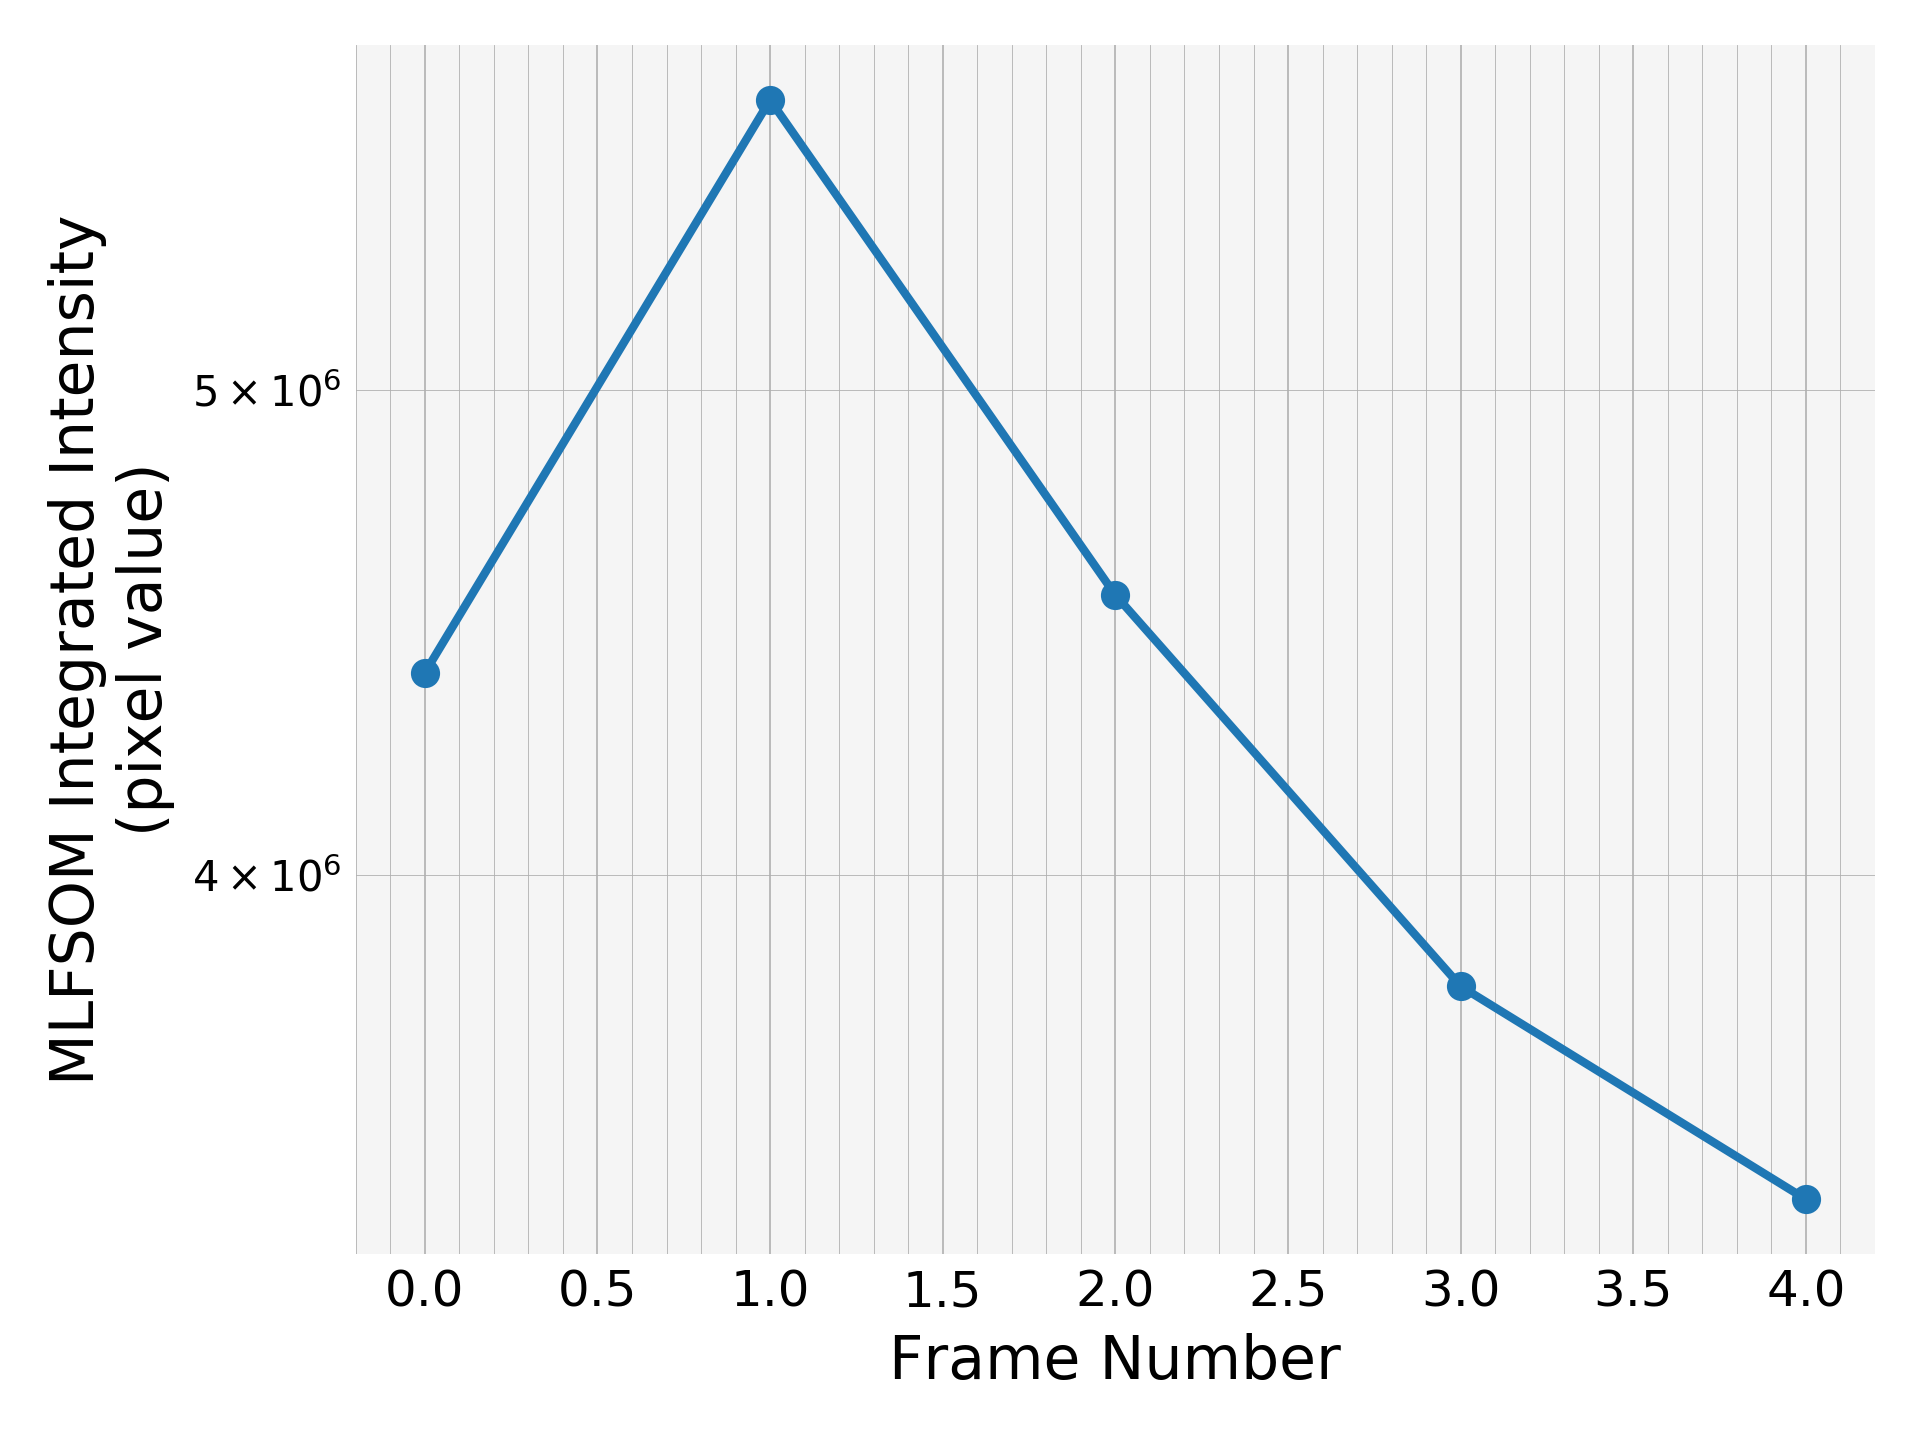 MLFSOM Integrated Intensity
(pixel value)
5 × 10⁶
4 × 10⁶
0.0 0.5 1.0 1.5 2.0 2.5 3.0 3.5 4.0
Frame Number